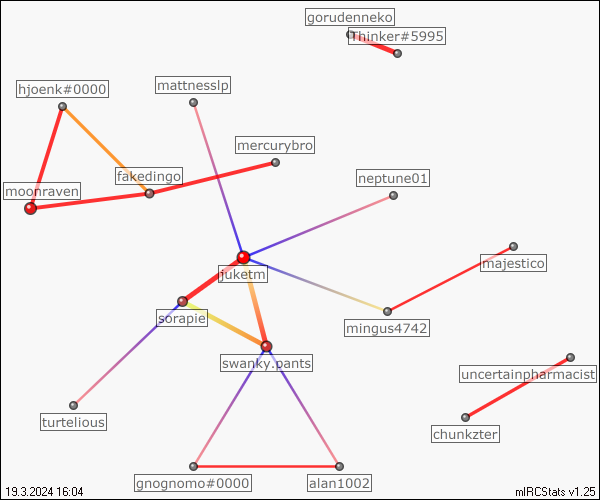 gorudenneko
Thinker#5995
mattnesslp
hjoenk#0000
mercurybro
fakedingo
neptune01
moonraven
majestico
juketm
sorapie
mingus4742
swanky.pants
uncertainpharmacist
turtelious
chunkzter
gnognomo#0000
alan1002
19.3.2024 16:04
mIRCStats v1.25